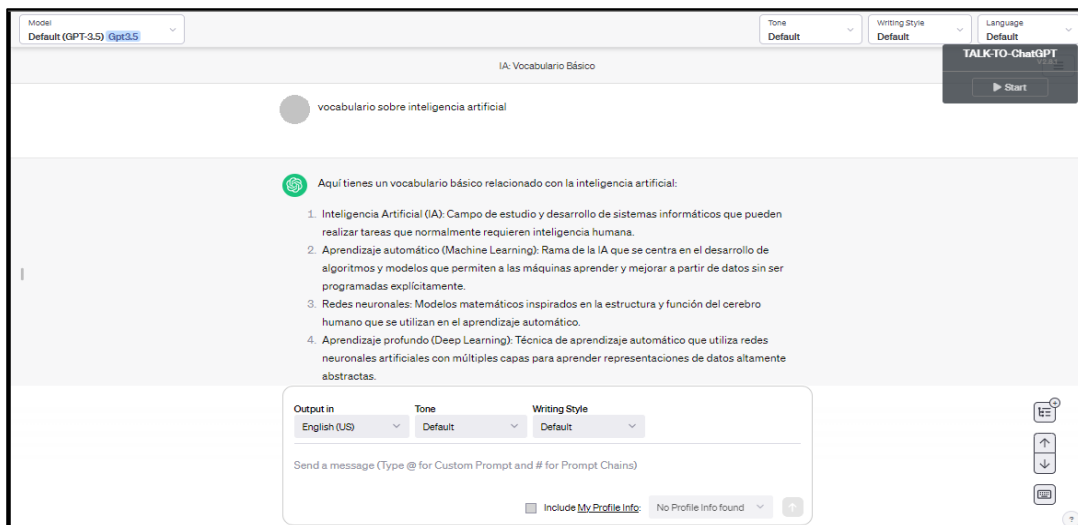 Model
Default (GPT-3.5) Gpt3.5
Tone
Default
Writing Style
Default
Language
Default
TALK-TO-ChatGPT
Start
IA: Vocabulario Básico
vocabulario sobre inteligencia artificial
Aquí tienes un vocabulario básico relacionado con la inteligencia artificial:
1. Inteligencia Artificial (IA): Campo de estudio y desarrollo de sistemas informáticos que pueden
realizar tareas que normalmente requieren inteligencia humana.
2. Aprendizaje automático (Machine Learning): Rama de la IA que se centra en el desarrollo de
algoritmos y modelos que permiten a las máquinas aprender y mejorar a partir de datos sin ser
programadas explícitamente.
3. Redes neuronales: Modelos matemáticos inspirados en la estructura y función del cerebro
humano que se utilizan en el aprendizaje automático.
4. Aprendizaje profundo (Deep Learning): Técnica de aprendizaje automático que utiliza redes
neuronales artificiales con múltiples capas para aprender representaciones de datos altamente
abstractas.
Output in
English (US)
Tone
Default
Writing Style
Default
Send a message (Type @ for Custom Prompt and # for Prompt Chains)
Include My Profile Info:
No Profile Info found
?